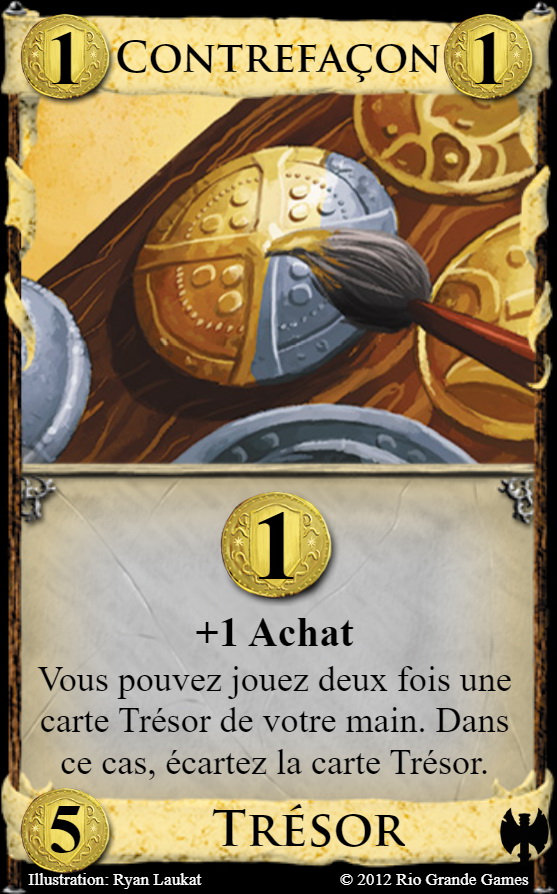 1 CONTREFAÇON 1
1
+1 Achat
Vous pouvez jouez deux fois une
carte Trésor de votre main. Dans
ce cas, écartez la carte Trésor.
5 TRÉSOR
Illustration: Ryan Laukat © 2012 Rio Grande Games